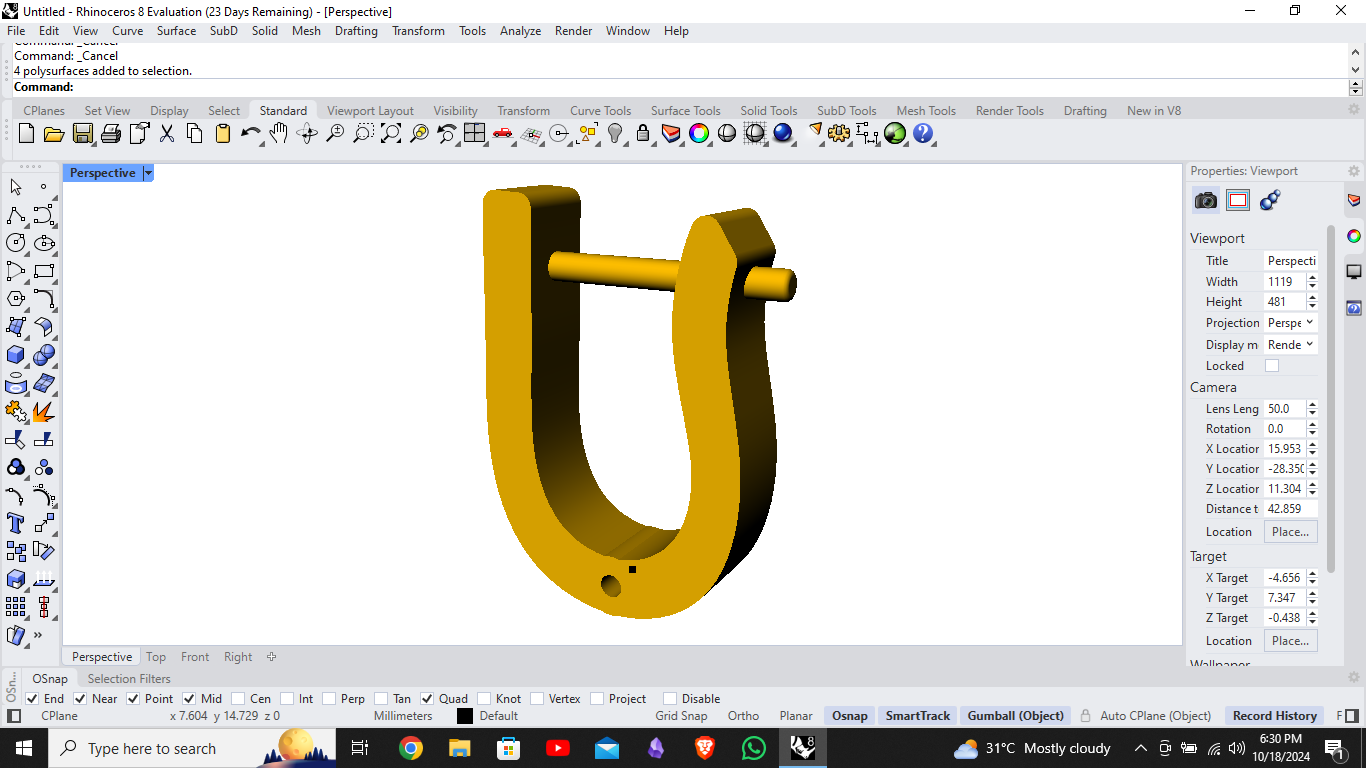 Untitled - Rhinoceros 8 Evaluation (23 Days Remaining) - [Perspective]
File Edit View Curve Surface SubD Solid Mesh Drafting Transform Tools Analyze Render Window Help
Command: _Cancel
Command: _Cancel
4 polysurfaces added to selection.
Command:
CPlanes Set View Display Select Standard Viewport Layout Visibility Transform Curve Tools Surface Tools Solid Tools SubD Tools Mesh Tools Render Tools Drafting New in V8
Perspective
Properties: Viewport
Viewport
Title Perspecti
Width 1119
Height 481
Projection Perspe
Display m Rende
Locked
Camera
Lens Leng 50.0
Rotation 0.0
X Location 15.953
Y Location -28.350
Z Location 11.304
Distance t 42.859
Location Place...
Target
X Target -4.656
Y Target 7.347
Z Target -0.438
Location Place...
Wallpaper
Perspective Top Front Right
OSn... OSnap Selection Filters
End Near Point Mid Cen Int Perp Tan Quad Knot Vertex Project Disable
CPlane x 7.604 y 14.729 z 0 Millimeters Default Grid Snap Ortho Planar Osnap SmartTrack Gumball (Object) Auto CPlane (Object) Record History F
Type here to search
8
31°C Mostly cloudy
6:30 PM
10/18/2024
1